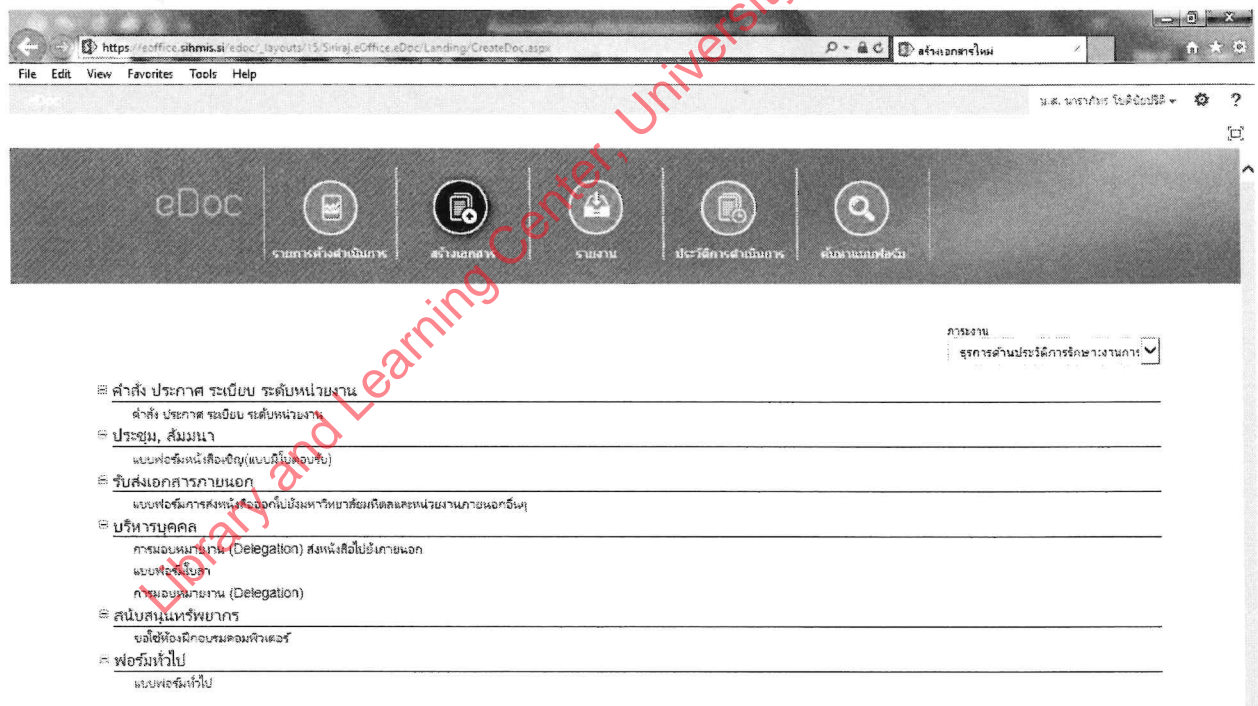 https://eoffice.sihmis.si/edoc/_layouts/15/Siriraj.eOffice.eDoc/Landing/CreateDoc.aspx
สร้างเอกสารใหม่
File Edit View Favorites Tools Help
eDoc
น.ส.
?
eDoc
รายการค้างดำเนินการ
สร้างเอกสาร
รายงาน
ประวัติการดำเนินการ
ค้นหาแบบฟอร์ม
ภาระงาน
ธุรการด้านประวัติการรักษา:งานการ
คำสั่ง ประกาศ ระเบียบ ระดับหน่วยงาน
คำสั่ง ประกาศ ระเบียบ ระดับหน่วยงาน
ประชุม, สัมมนา
แบบฟอร์มหนังสือเชิญ(แบบมีใบตอบรับ)
รับส่งเอกสารภายนอก
แบบฟอร์มการส่งหนังสือออกไปยังมหาวิทยาลัยมหิดลและหน่วยงานภายนอกอื่นๆ
บริหารบุคคล
การมอบหมายงาน (Delegation) ส่งหนังสือไปยังภายนอก
แบบฟอร์มใบลา
การมอบหมายงาน (Delegation)
สนับสนุนทรัพยากร
ขอใช้ห้องฝึกอบรมคอมพิวเตอร์
ฟอร์มทั่วไป
แบบฟอร์มทั่วไป
Library and Learning Center, University